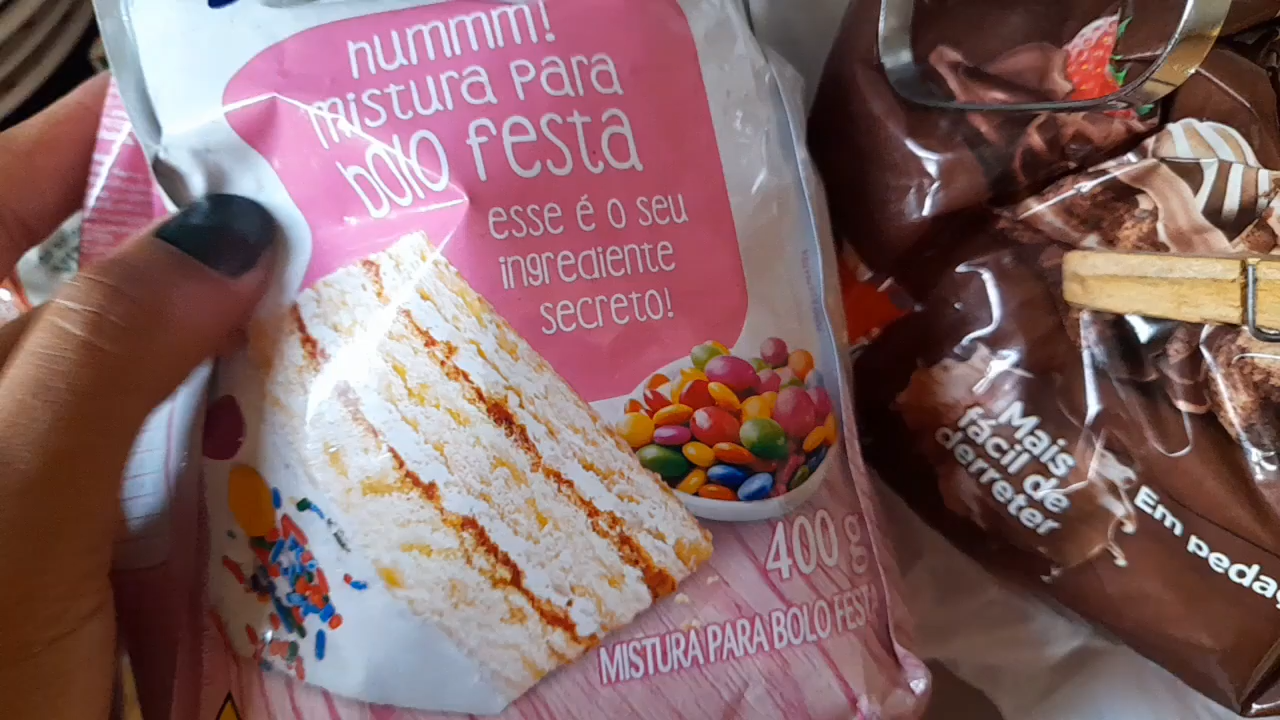 nummm!
mistura para
bolo festa
esse é o seu
ingrediente
secreto!
400 g
MISTURA PARA BOLO FESTA
Mais
fácil de
derreter
Em peda